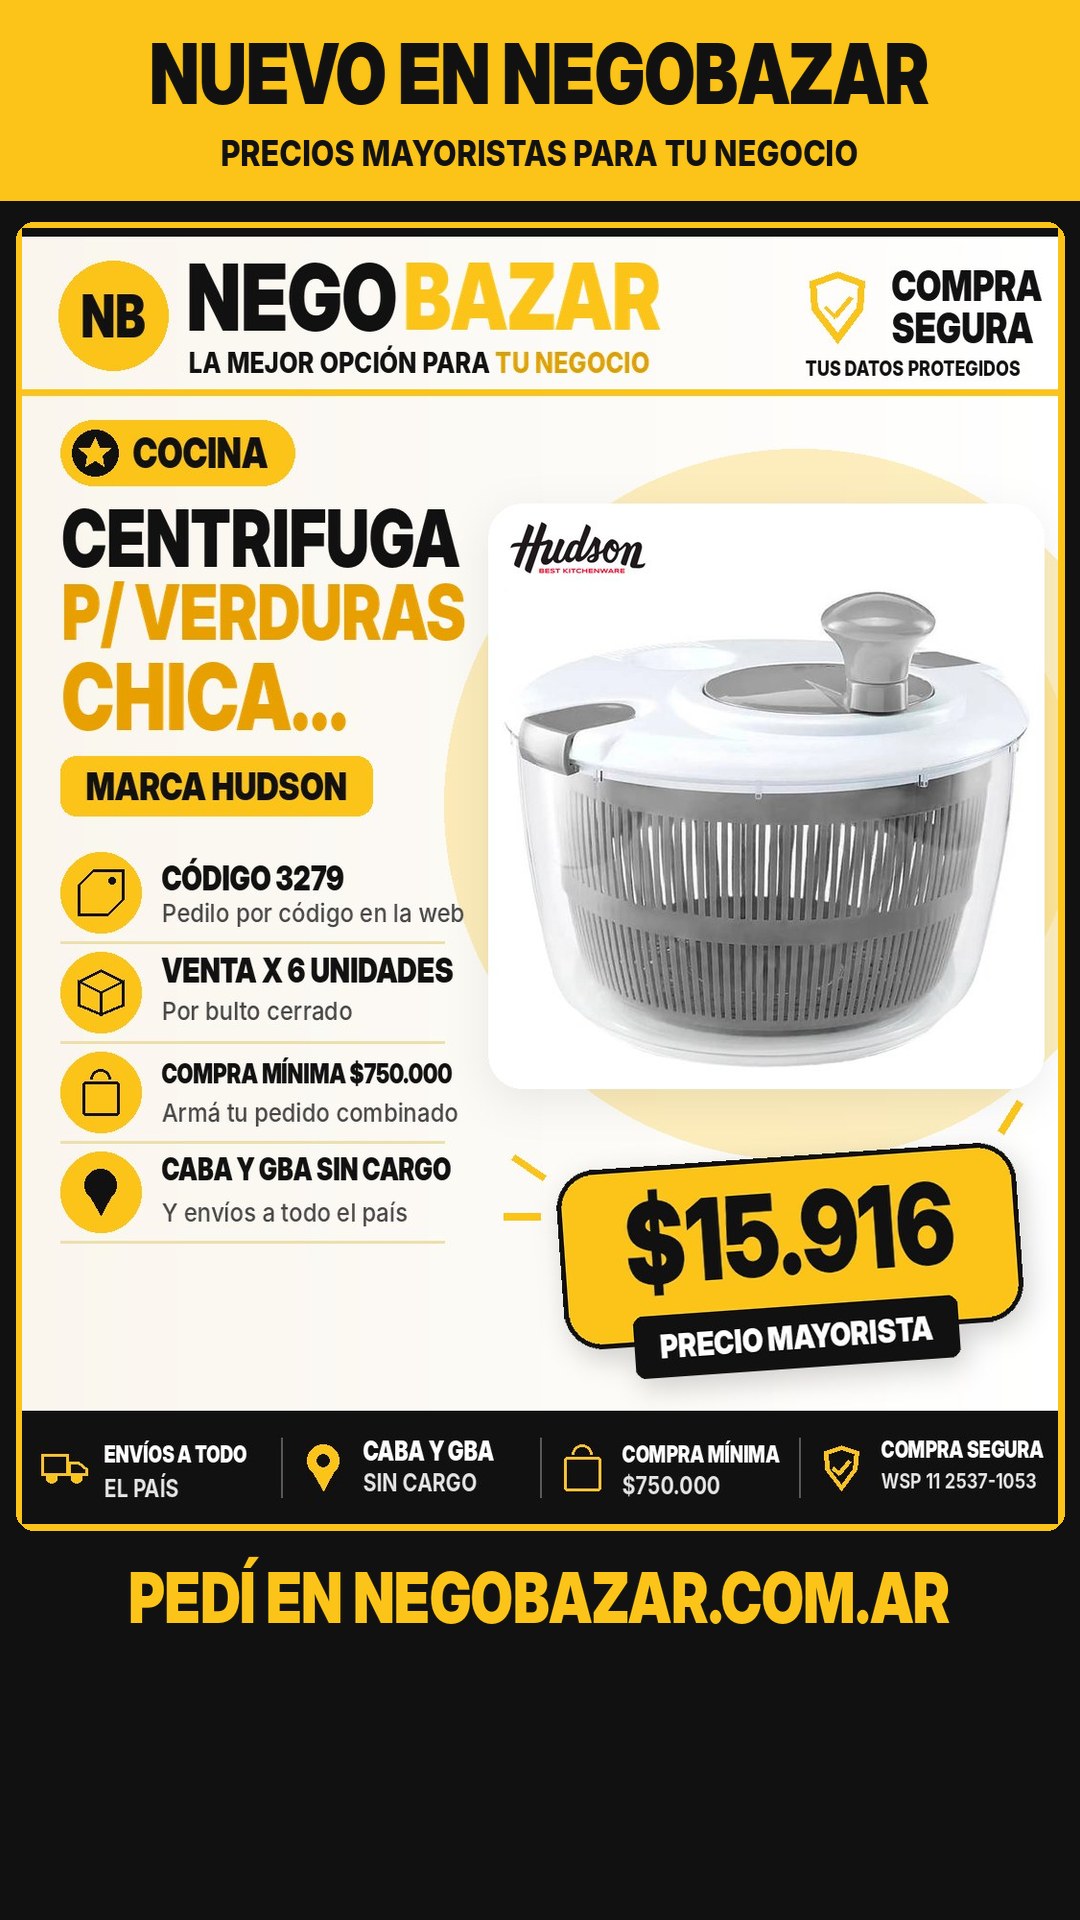 NUEVO EN NEGOBAZAR
PRECIOS MAYORISTAS PARA TU NEGOCIO
NB
NEGOBAZAR
LA MEJOR OPCIÓN PARA TU NEGOCIO
COMPRA
SEGURA
TUS DATOS PROTEGIDOS
COCINA
CENTRIFUGA
P/ VERDURAS
CHICA...
MARCA HUDSON
Hudson
BEST KITCHENWARE
CÓDIGO 3279
Pedilo por código en la web
VENTA X 6 UNIDADES
Por bulto cerrado
COMPRA MÍNIMA $750.000
Armá tu pedido combinado
CABA Y GBA SIN CARGO
Y envíos a todo el país
$15.916
PRECIO MAYORISTA
ENVÍOS A TODO
EL PAÍS
CABA Y GBA
SIN CARGO
COMPRA MÍNIMA
$750.000
COMPRA SEGURA
WSP 11 2537-1053
PEDÍ EN NEGOBAZAR.COM.AR